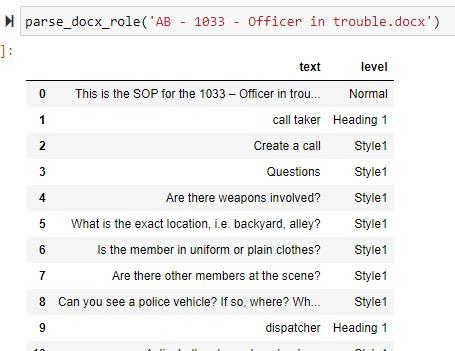 parse_docx_role('AB - 1033 - Officer in trouble.docx')
]:
text level
0 This is the SOP for the 1033 – Officer in trou... Normal
1 call taker Heading 1
2 Create a call Style1
3 Questions Style1
4 Are there weapons involved? Style1
5 What is the exact location, i.e. backyard, alley? Style1
6 Is the member in uniform or plain clothes? Style1
7 Are there other members at the scene? Style1
8 Can you see a police vehicle? If so, where? Wh... Style1
9 dispatcher Heading 1